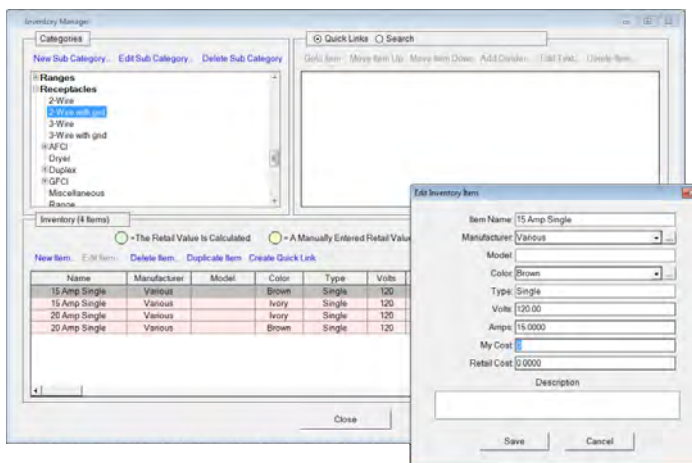 Inventory Manager
Categories
Quick Links Search
New Sub Category... Edit Sub Category... Delete Sub Category
Goto Item Move Item Up Move Item Down Add Divider... Edit Text... Delete Item...
Ranges
Receptacles
2-Wire
2-Wire with gnd
3-Wire
3-Wire with gnd
AFCI
Dryer
Duplex
GFCI
Miscellaneous
Range
Inventory (4 Items)
=The Retail Value Is Calculated. =A Manually Entered Retail Value
New Item... Edit Item... Delete Item... Duplicate Item Create Quick Link
Name Manufacturer Model Color Type Volts
15 Amp Single Various Brown Single 120
15 Amp Single Various Ivory Single 120
20 Amp Single Various Ivory Single 120
20 Amp Single Various Brown Single 120
Close
Edit Inventory Item
Item Name: 15 Amp Single
Manufacturer: Various ...
Model:
Color: Brown ...
Type: Single
Volts: 120.00
Amps: 15.0000
My Cost: 0
Retail Cost: 0.0000
Description
Save Cancel